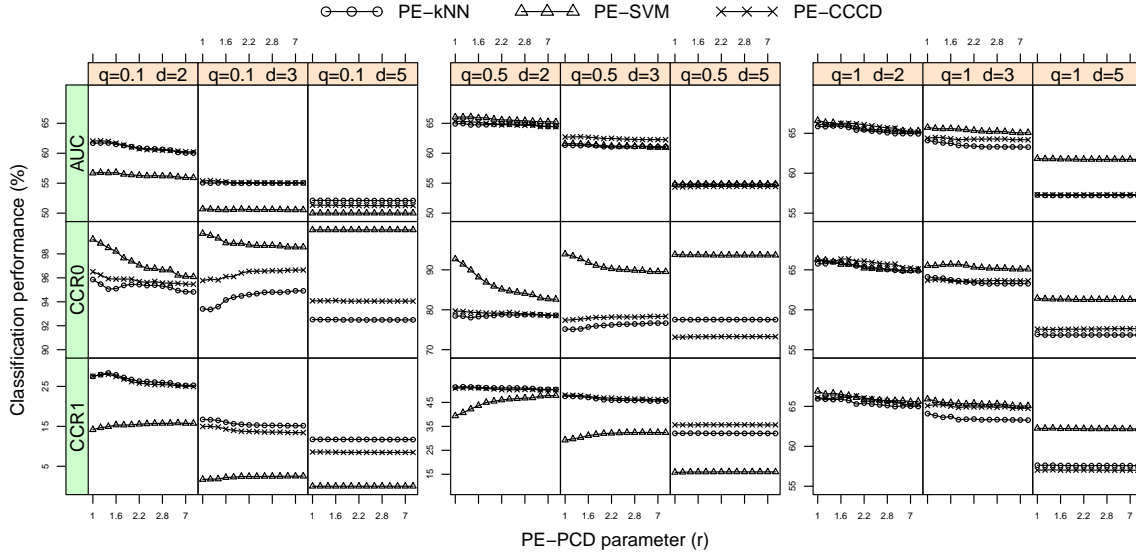 PE−kNN PE−SVM PE−CCCD
1 1.6 2.2 2.8 7 1 1.6 2.2 2.8 7 1 1.6 2.2 2.8 7
q=0.1 d=2 q=0.1 d=3 q=0.1 d=5 q=0.5 d=2 q=0.5 d=3 q=0.5 d=5 q=1 d=2 q=1 d=3 q=1 d=5
Classification performance (%)
AUC
65 65 65
60 60 60
55 55 55
50 50
CCR0
98 90 65
96 80 60
94 70 55
92
90
CCR1
25 45 65
15 35 60
5 25 55
15
1 1.6 2.2 2.8 7 1 1.6 2.2 2.8 7 1 1.6 2.2 2.8 7 1 1.6 2.2 2.8 7 1 1.6 2.2 2.8 7 1 1.6 2.2 2.8 7
PE−PCD parameter (r)